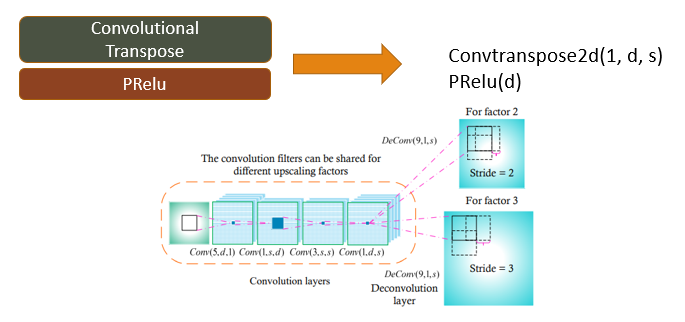 Convolutional
Transpose
PRelu
Convtranspose2d(1, d, s)
PRelu(d)
For factor 2
DeConv(9,1,s)
The convolution filters can be shared for
different upscaling factors
Stride = 2
For factor 3
Conv(5,d,1) Conv(1,s,d) Conv(3,s,s) Conv(1,d,s)
Stride = 3
DeConv(9,1,s)
Convolution layers
Deconvolution
layer